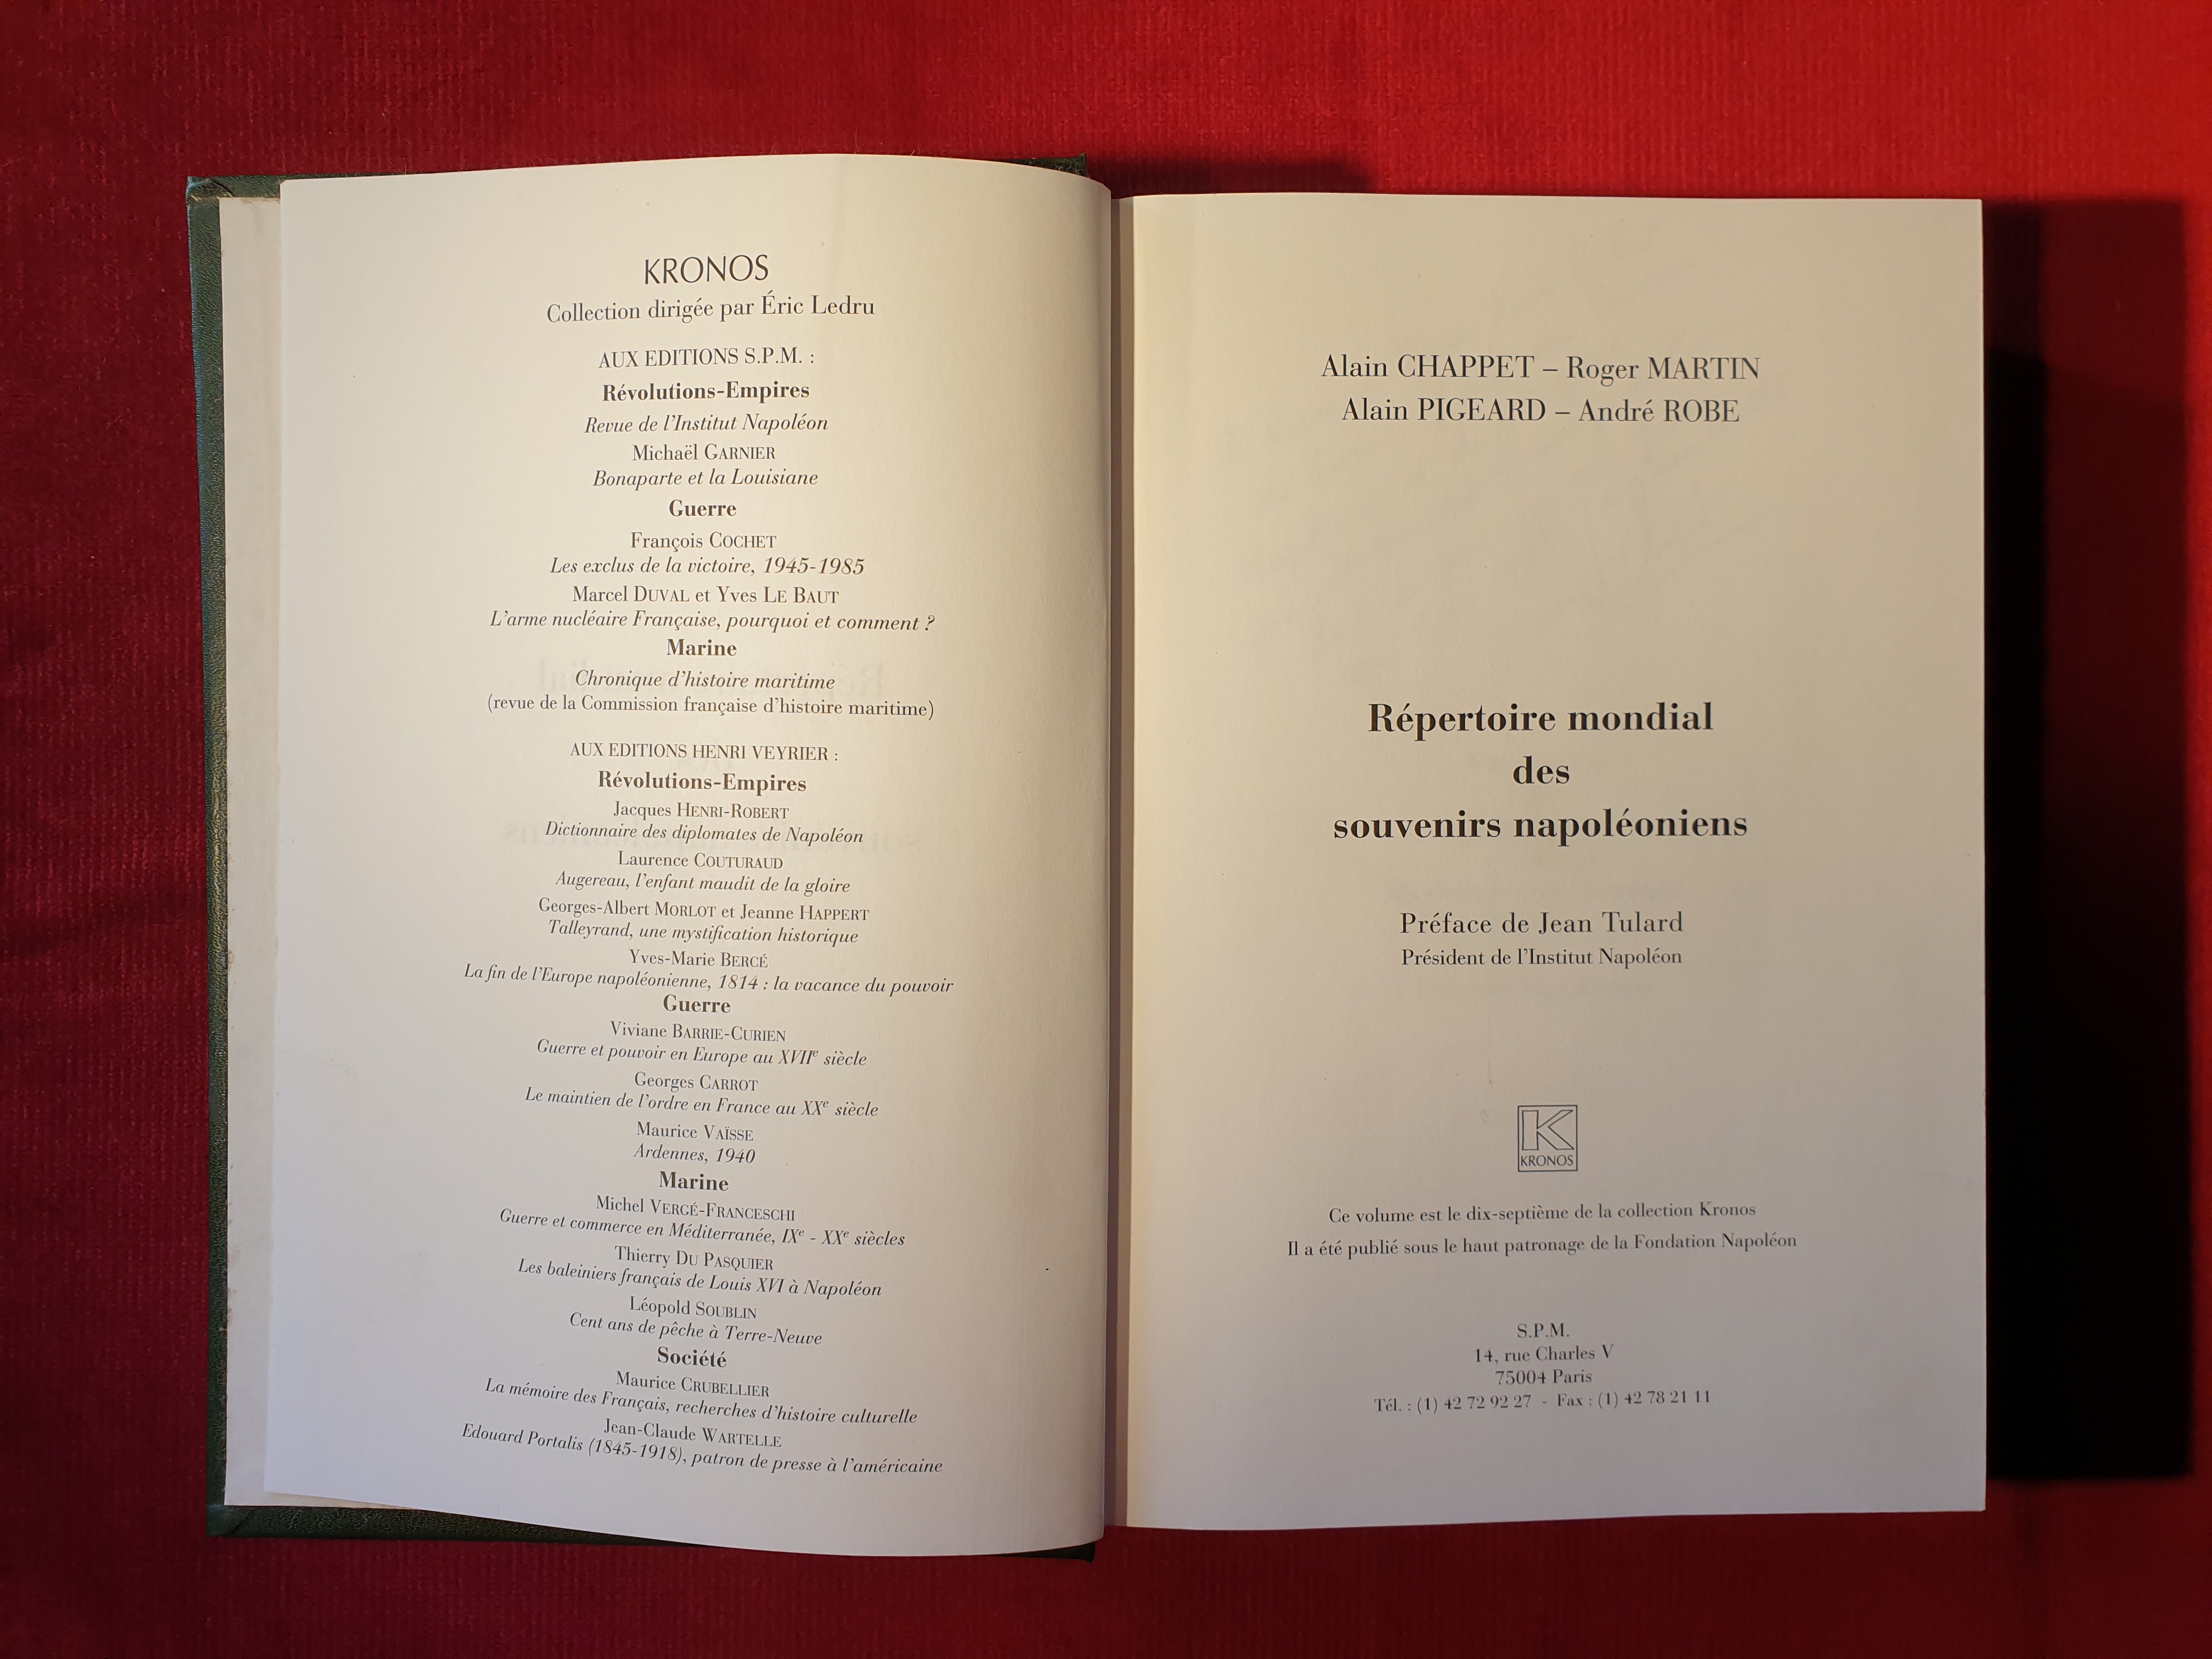 KRONOS
Collection dirigée par Éric Ledru
AUX EDITIONS S.P.M. :
Révolutions-Empires
Revue de l'Institut Napoléon
Michaël GARNIER
Bonaparte et la Louisiane
Guerre
François COCHET
Les exclus de la victoire, 1945-1985
Marcel DUVAL et Yves LE BAUT
L'arme nucléaire Française, pourquoi et comment ?
Marine
Chronique d'histoire maritime
(revue de la Commission française d'histoire maritime)
AUX EDITIONS HENRI VEYRIER :
Révolutions-Empires
Jacques HENRI-ROBERT
Dictionnaire des diplomates de Napoléon
Laurence COUTURAUD
Augereau, l'enfant maudit de la gloire
Georges-Albert MORLOT et Jeanne HAPPERT
Talleyrand, une mystification historique
Yves-Marie BERCÉ
La fin de l'Europe napoléonienne, 1814 : la vacance du pouvoir
Guerre
Viviane BARRIE-CURIEN
Guerre et pouvoir en Europe au XVIIe siècle
Georges CARROT
Le maintien de l'ordre en France au XXe siècle
Maurice VAÏSSE
Ardennes, 1940
Marine
Michel VERGÉ-FRANCESCHI
Guerre et commerce en Méditerranée, IXe - XXe siècles
Thierry DU PASQUIER
Les baleiniers français de Louis XVI à Napoléon
Léopold SOUBLIN
Cent ans de pêche à Terre-Neuve
Société
Maurice CRUBELLIER
La mémoire des Français, recherches d'histoire culturelle
Jean-Claude WARTELLE
Edouard Portalis (1845-1918), patron de presse à l'américaine
Alain CHAPPET – Roger MARTIN
Alain PIGEARD – André ROBE
Répertoire mondial
des
souvenirs napoléoniens
Préface de Jean Tulard
Président de l'Institut Napoléon
K
KRONOS
Ce volume est le dix-septième de la collection Kronos
Il a été publié sous le haut patronage de la Fondation Napoléon
S.P.M.
14, rue Charles V
75004 Paris
Tél. : (1) 42 72 92 27 - Fax : (1) 42 78 21 11